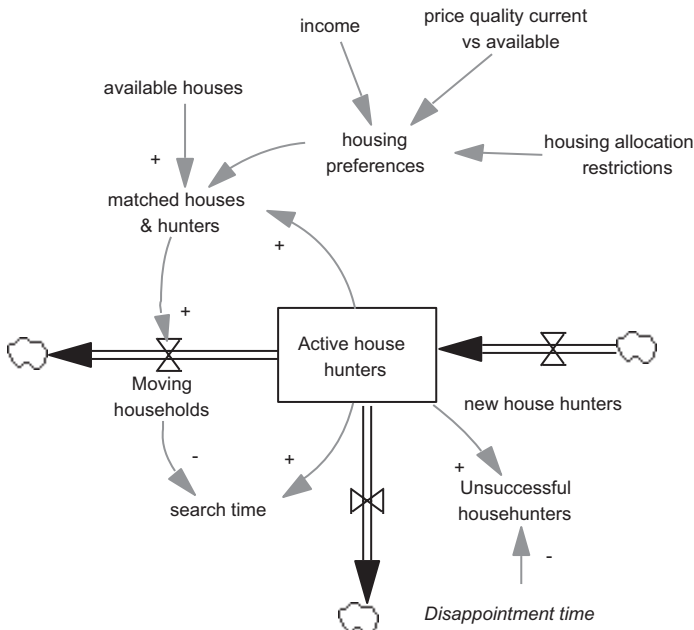 income
price quality current
vs available
available houses
housing
preferences
housing allocation
restrictions
+
matched houses
& hunters
+
+
Active house
hunters
Moving
households
new house hunters
-
+
+
search time
Unsuccessful
househunters
-
Disappointment time